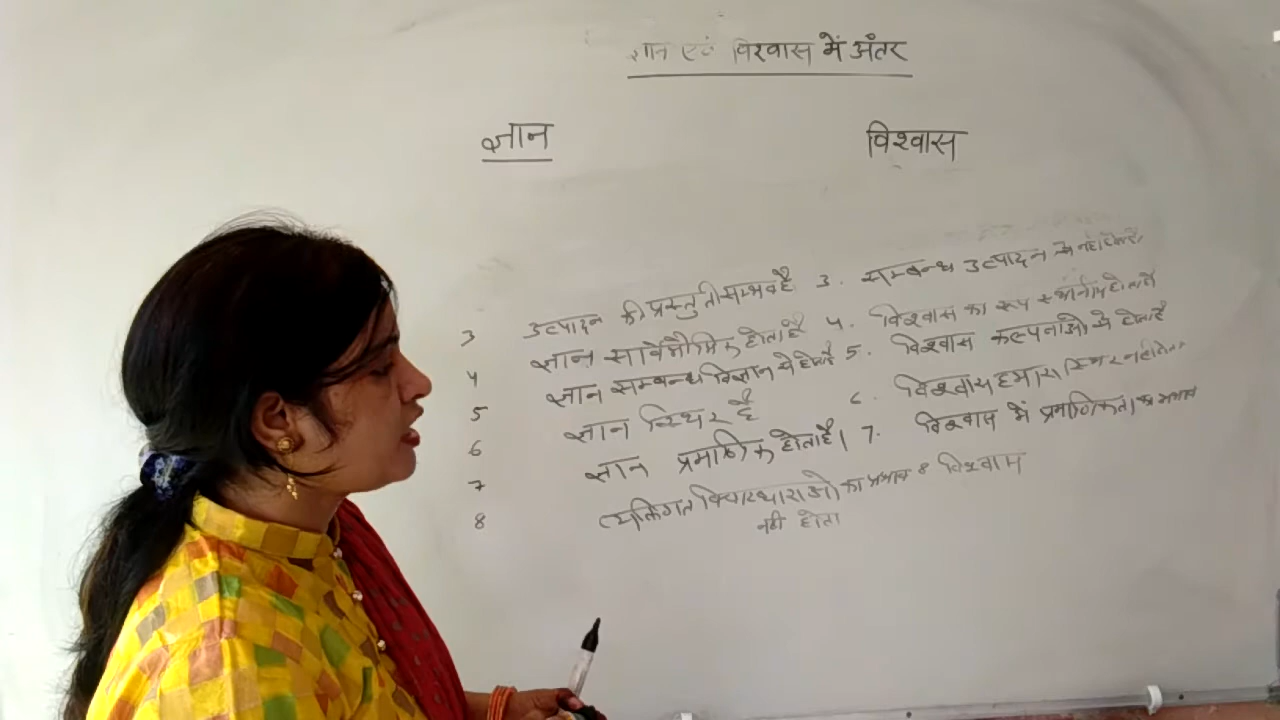 ज्ञान एवं विश्वास में अंतर
ज्ञान विश्वास
3 उत्पादन की प्रस्तुती सम्भव है 3. सम्बन्ध उत्पादन से नही होता है
4 ज्ञान सार्वभौमिक होता है 4. विश्वास का रूप स्थानीय होता है
5 ज्ञान सम्बन्ध विज्ञान से होता है 5. विश्वास कल्पनाओ से होता है
6 ज्ञान स्थिर है 6. विश्वास हमारा स्थिर नही होता
7 ज्ञान प्रमाणिक होता है। 7. विश्वास में प्रमाणिकता का अभाव
8 व्यक्तिगत विचारधाराओ का प्रभाव 8 विश्वास
नही होता